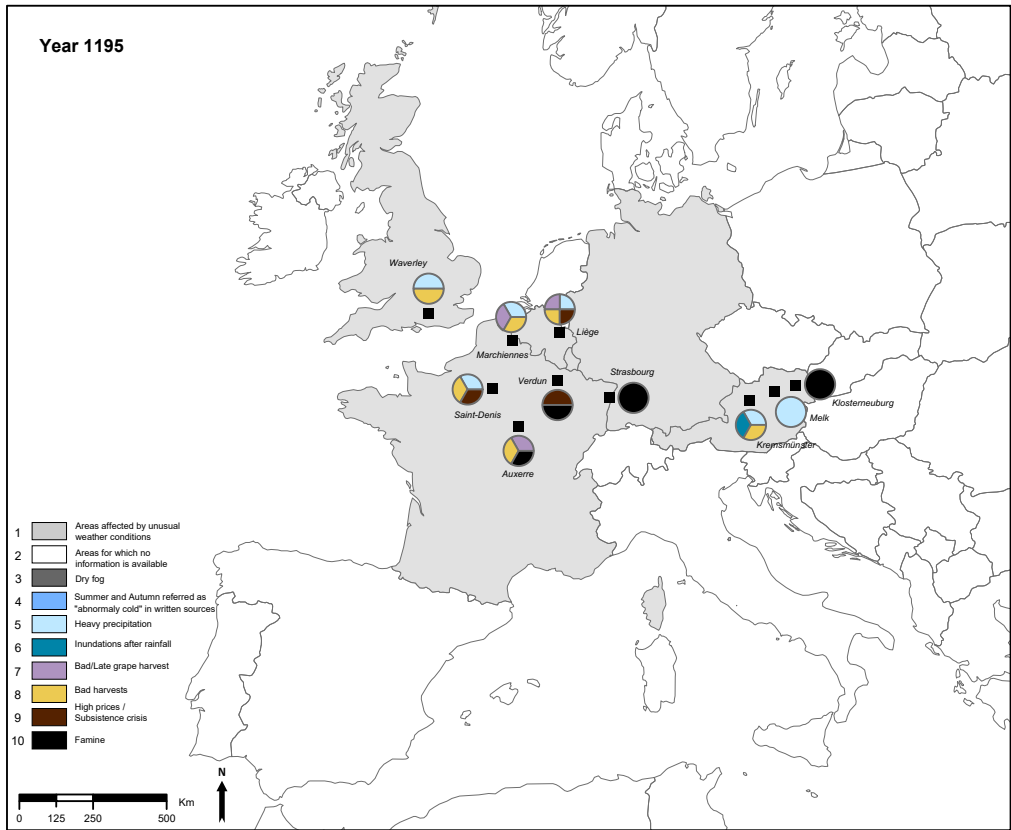 Year 1195
Waverley
Liège
Marchiennes
Strasbourg
Verdun
Klosterneuburg
Saint-Denis
Melk
Kremsmünster
Auxerre
1 Areas affected by unusual
weather conditions
2 Areas for which no
information is available
3 Dry fog
4 Summer and Autumn referred as
"abnormaly cold" in written sources
5 Heavy precipitation
6 Inundations after rainfall
7 Bad/Late grape harvest
8 Bad harvests
9 High prices /
Subsistence crisis
10 Famine
N
Km
0 125 250 500